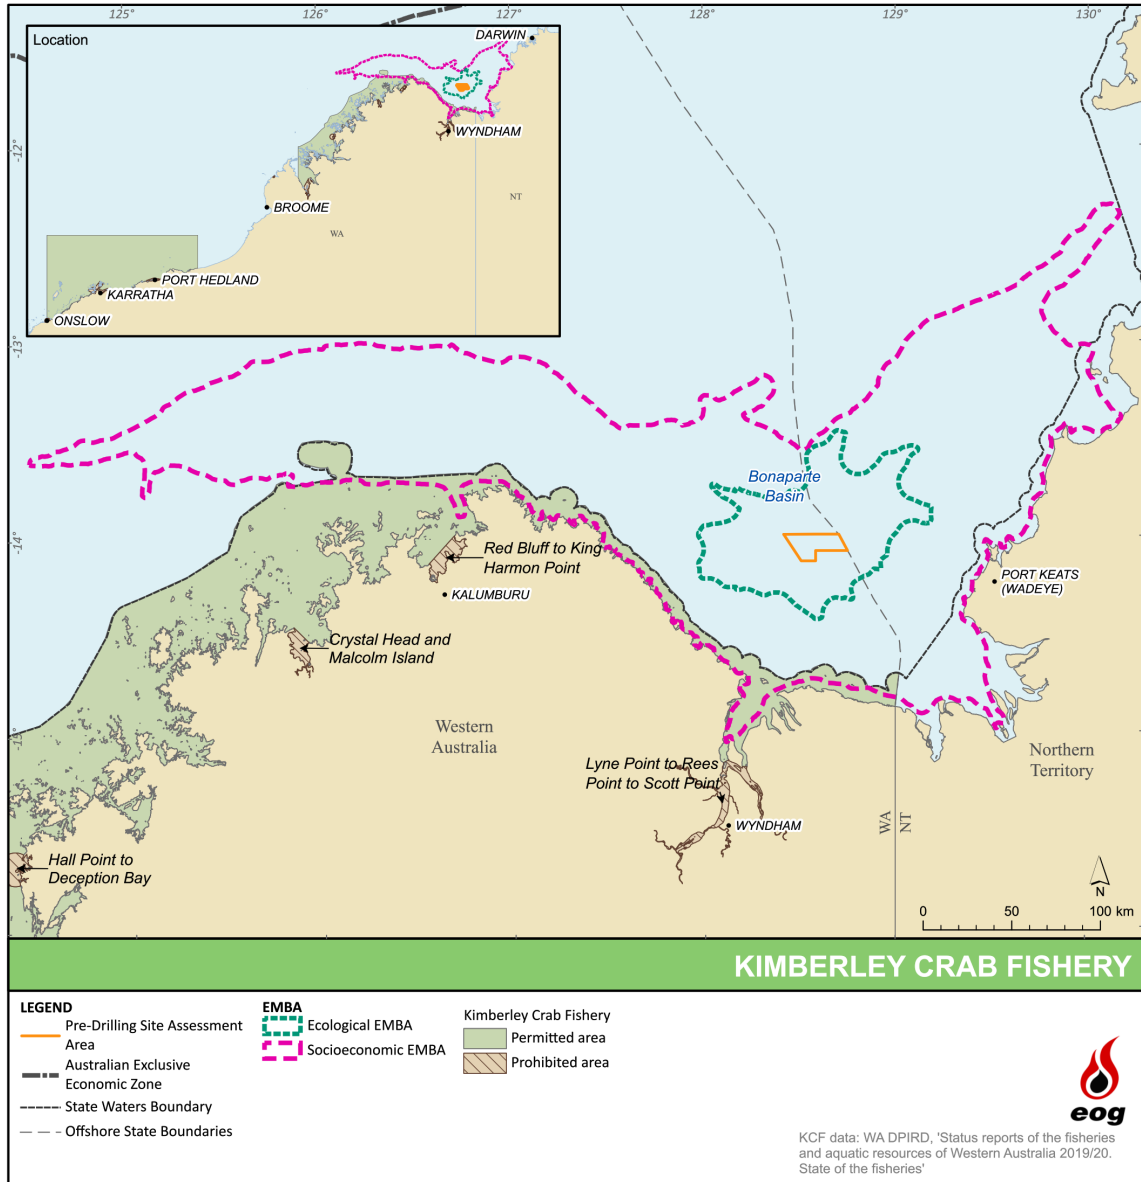 125°
126°
127°
128°
129°
130°
Location
DARWIN
WYNDHAM
NT
BROOME
WA
PORT HEDLAND
KARRATHA
ONSLOW
-12°
-13°
-14°
-15°
Bonaparte
Basin
Red Bluff to King
Harmon Point
KALUMBURU
PORT KEATS
(WADEYE)
Crystal Head and
Malcolm Island
Western
Australia
Northern
Territory
Lyne Point to Rees
Point to Scott Point
WYNDHAM
WA
NT
Hall Point to
Deception Bay
N
0 50 100 km
KIMBERLEY CRAB FISHERY
LEGEND
Pre-Drilling Site Assessment
Area
Australian Exclusive
Economic Zone
State Waters Boundary
Offshore State Boundaries
EMBA
Ecological EMBA
Socioeconomic EMBA
Kimberley Crab Fishery
Permitted area
Prohibited area
eog
KCF data: WA DPIRD, 'Status reports of the fisheries
and aquatic resources of Western Australia 2019/20.
State of the fisheries'